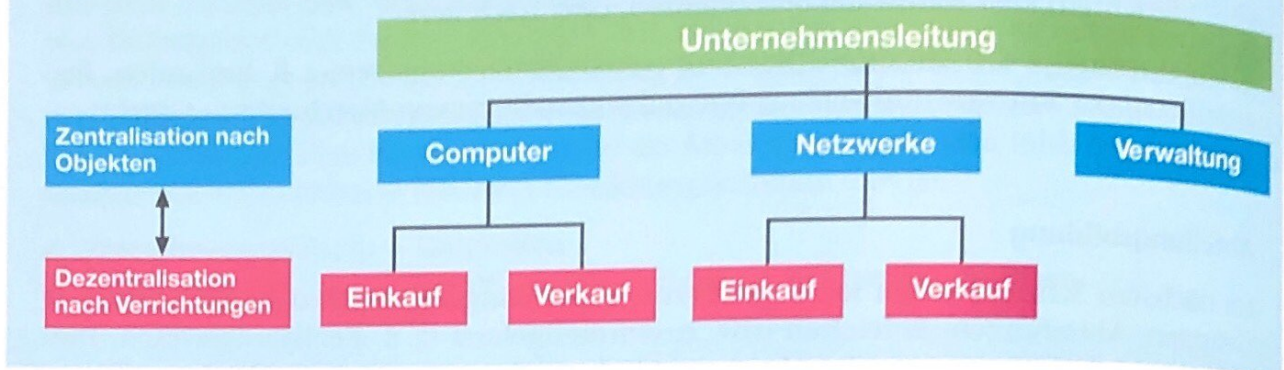 Unternehmensleitung
Zentralisation nach
Objekten
Computer
Netzwerke
Verwaltung
Dezentralisation
nach Verrichtungen
Einkauf
Verkauf
Einkauf
Verkauf